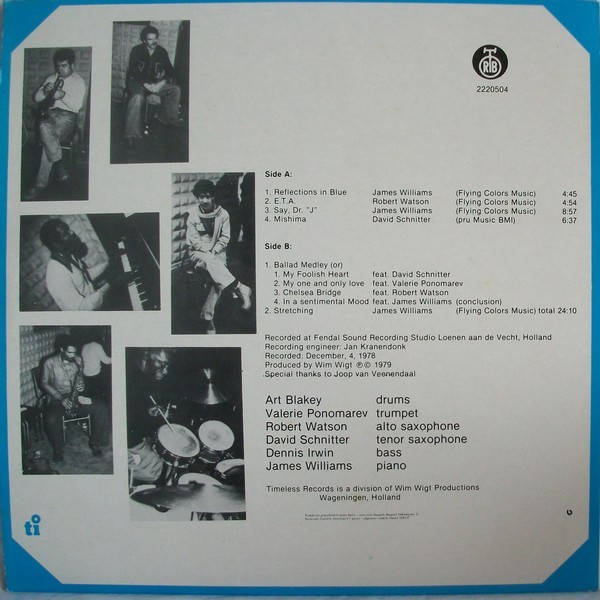 RTB
2220504
Side A:
1. Reflections in Blue James Williams (Flying Colors Music) 4:45
2. E.T.A. Robert Watson (Flying Colors Music) 4:54
3. Say, Dr. "J" James Williams (Flying Colors Music) 8:57
4. Mishima David Schnitter (pru Music BMI) 6:37
Side B:
1. Ballad Medley (or)
1. My Foolish Heart feat. David Schnitter
2. My one and only love feat. Valerie Ponomarev
3. Chelsea Bridge feat. Robert Watson
4. In a sentimental Mood feat. James Williams (conclusion)
2. Stretching James Williams (Flying Colors Music) total 24:10
Recorded at Fendal Sound Recording Studio Loenen aan de Vecht, Holland
Recording engineer: Jan Kranendonk
Recorded: December, 4, 1978
Produced by Wim Wigt ℗ © 1979
Special thanks to Joop van Veenendaal
Art Blakey drums
Valerie Ponomarev trumpet
Robert Watson alto saxophone
David Schnitter tenor saxophone
Dennis Irwin bass
James Williams piano
Timeless Records is a division of Wim Wigt Productions
Wageningen, Holland
ti